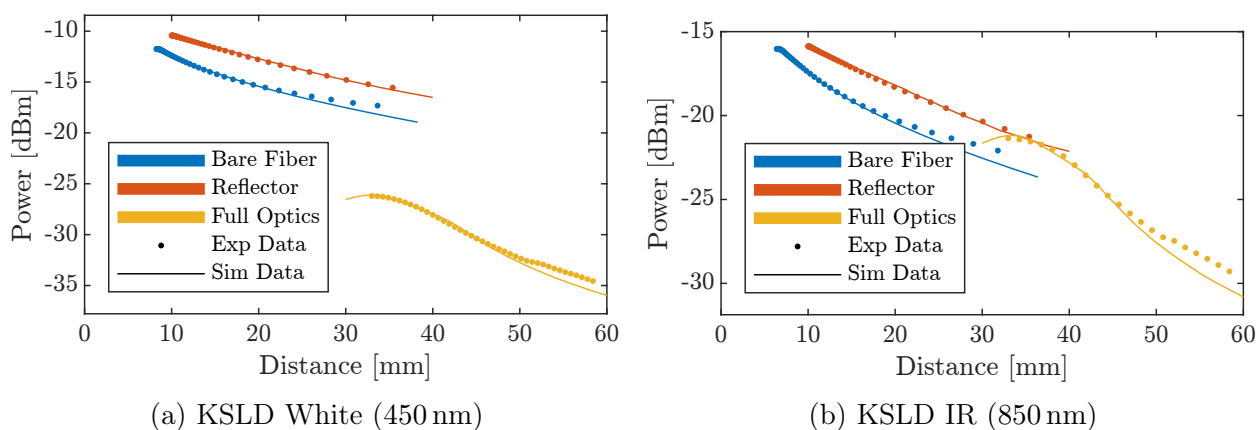 -10
-15
-20
-25
-30
-35
Power [dBm]
Bare Fiber
Reflector
Full Optics
Exp Data
Sim Data
0 10 20 30 40 50 60
Distance [mm]
(a) KSLD White (450 nm)
-15
-20
-25
-30
Power [dBm]
Bare Fiber
Reflector
Full Optics
Exp Data
Sim Data
0 10 20 30 40 50 60
Distance [mm]
(b) KSLD IR (850 nm)